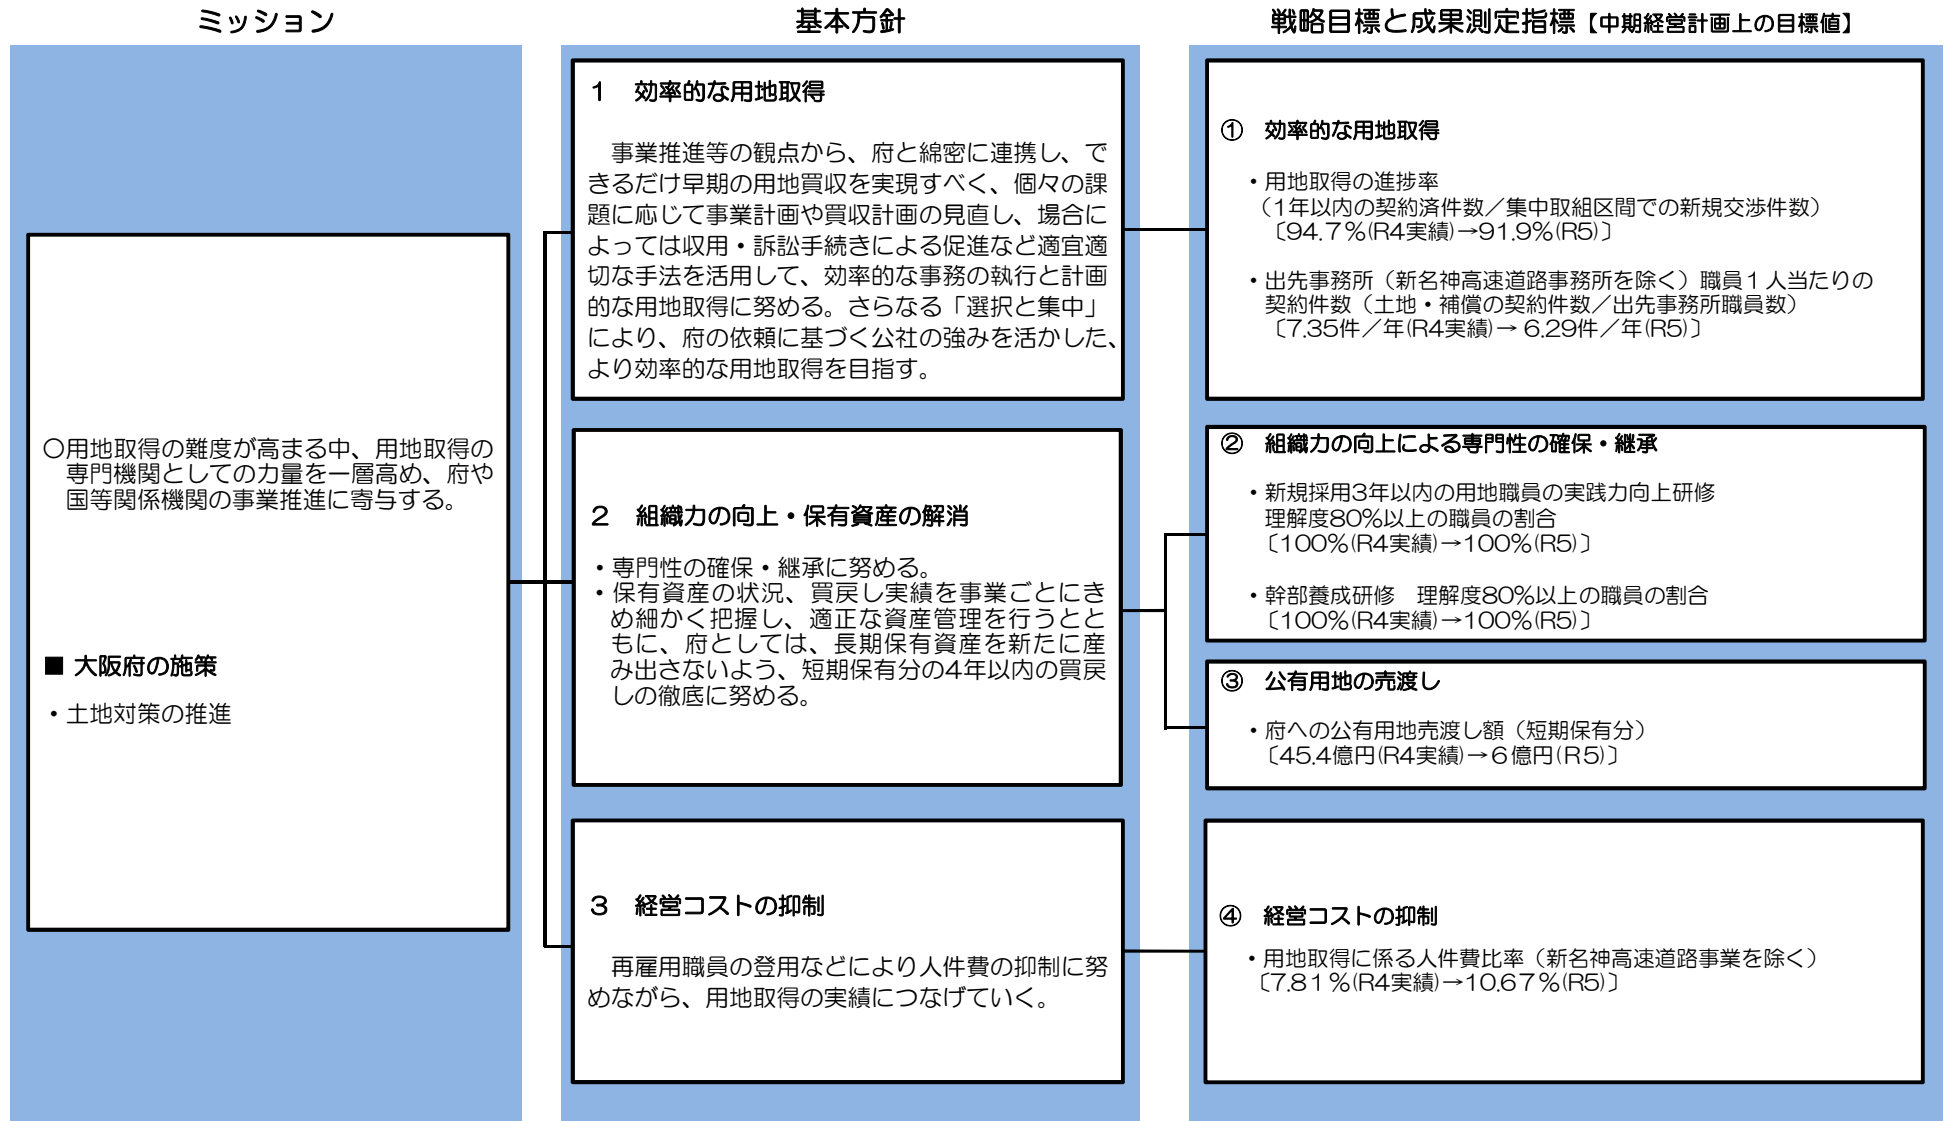 ミッション
〇用地取得の難度が高まる中、用地取得の
専門機関としての力量を一層高め、府や
国等関係機関の事業推進に寄与する。
■ 大阪府の施策
・土地対策の推進
基本方針
１　効率的な用地取得
事業推進等の観点から、府と綿密に連携し、で
きるだけ早期の用地買収を実現すべく、個々の課
題に応じて事業計画や買収計画の見直し、場合に
よっては収用・訴訟手続きによる促進など適宜適
切な手法を活用して、効率的な事務の執行と計画
的な用地取得に努める。さらなる「選択と集中」
により、府の依頼に基づく公社の強みを活かした、
より効率的な用地取得を目指す。
２　組織力の向上・保有資産の解消
・専門性の確保・継承に努める。
・保有資産の状況、買戻し実績を事業ごとにき
め細かく把握し、適正な資産管理を行うとと
もに、府としては、長期保有資産を新たに産
み出さないよう、短期保有分の4年以内の買戻
しの徹底に努める。
３　経営コストの抑制
再雇用職員の登用などにより人件費の抑制に努
めながら、用地取得の実績につなげていく。
戦略目標と成果測定指標【中期経営計画上の目標値】
①　効率的な用地取得
・用地取得の進捗率
（1年以内の契約済件数／集中取組区間での新規交渉件数）
〔94.7％(R4実績)→91.9％(R5)〕
・出先事務所（新名神高速道路事務所を除く）職員１人当たりの
契約件数（土地・補償の契約件数／出先事務所職員数）
〔7.35件／年(R4実績)→ 6.29件／年(R5)〕
②　組織力の向上による専門性の確保・継承
・新規採用3年以内の用地職員の実践力向上研修
理解度80％以上の職員の割合
〔100％(R4実績)→100％(R5)〕
・幹部養成研修　理解度80％以上の職員の割合
〔100％(R4実績)→100％(R5)〕
③　公有用地の売渡し
・府への公有用地売渡し額（短期保有分）
〔45.4億円(R4実績)→６億円(R５)〕
④　経営コストの抑制
・用地取得に係る人件費比率（新名神高速道路事業を除く）
〔7.81％(R4実績)→10.67％(R5)〕